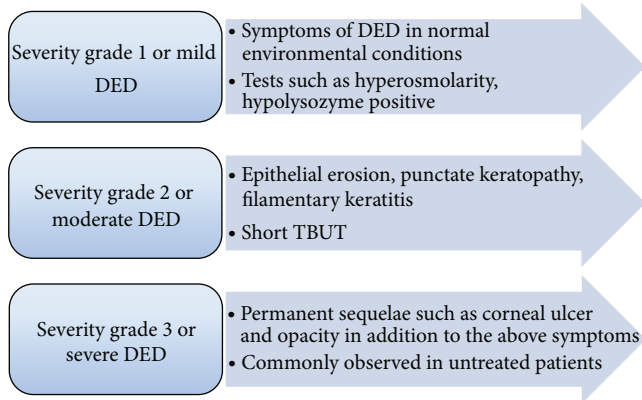 Severity grade 1 or mild
DED
• Symptoms of DED in normal
environmental conditions
• Tests such as hyperosmolarity,
hypolysozyme positive
Severity grade 2 or
moderate DED
• Epithelial erosion, punctate keratopathy,
filamentary keratitis
• Short TBUT
Severity grade 3 or
severe DED
• Permanent sequelae such as corneal ulcer
and opacity in addition to the above symptoms
• Commonly observed in untreated patients